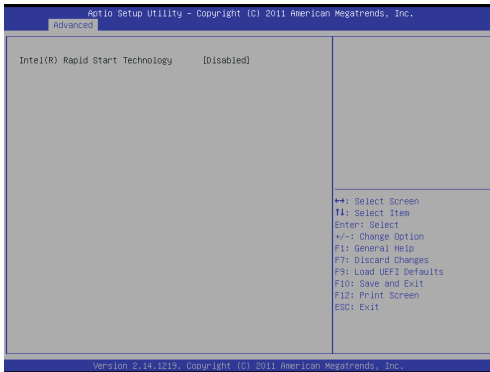 Aptio Setup Utility – Copyright (C) 2011 American Megatrends, Inc.
Advanced
Intel(R) Rapid Start Technology [Disabled]
↔: Select Screen
↑↓: Select Item
Enter: Select
+/-: Change Option
F1: General Help
F7: Discard Changes
F9: Load UEFI Defaults
F10: Save and Exit
F12: Print Screen
ESC: Exit
Version 2.14.1219. Copyright (C) 2011 American Megatrends, Inc.